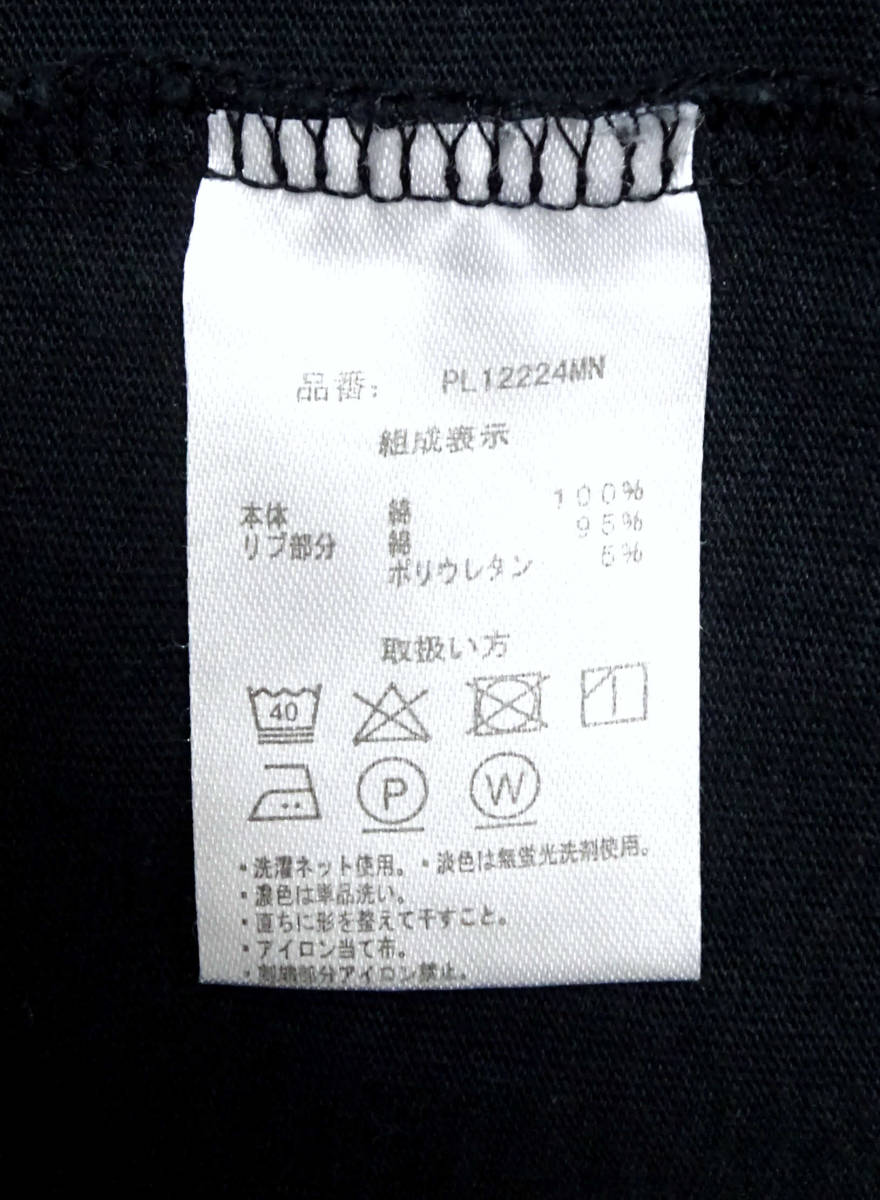 品番: PL12224MN
組成表示
本体 綿 100%
リブ部分 綿 95%
ポリウレタン 5%
取扱い方
40
P W
・洗濯ネット使用。・淡色は無蛍光洗剤使用。
・濃色は単品洗い。
・直ちに形を整えて干すこと。
・アイロン当て布。
・刺繍部分アイロン禁止。